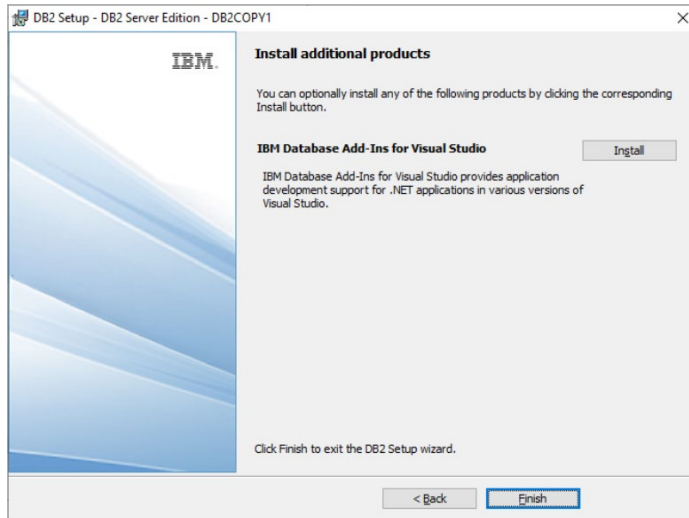 DB2 Setup - DB2 Server Edition - DB2COPY1
IBM.
Install additional products
You can optionally install any of the following products by clicking the corresponding
Install button.
IBM Database Add-Ins for Visual Studio
Install
IBM Database Add-Ins for Visual Studio provides application
development support for .NET applications in various versions of
Visual Studio.
Click Finish to exit the DB2 Setup wizard.
< Back
Finish